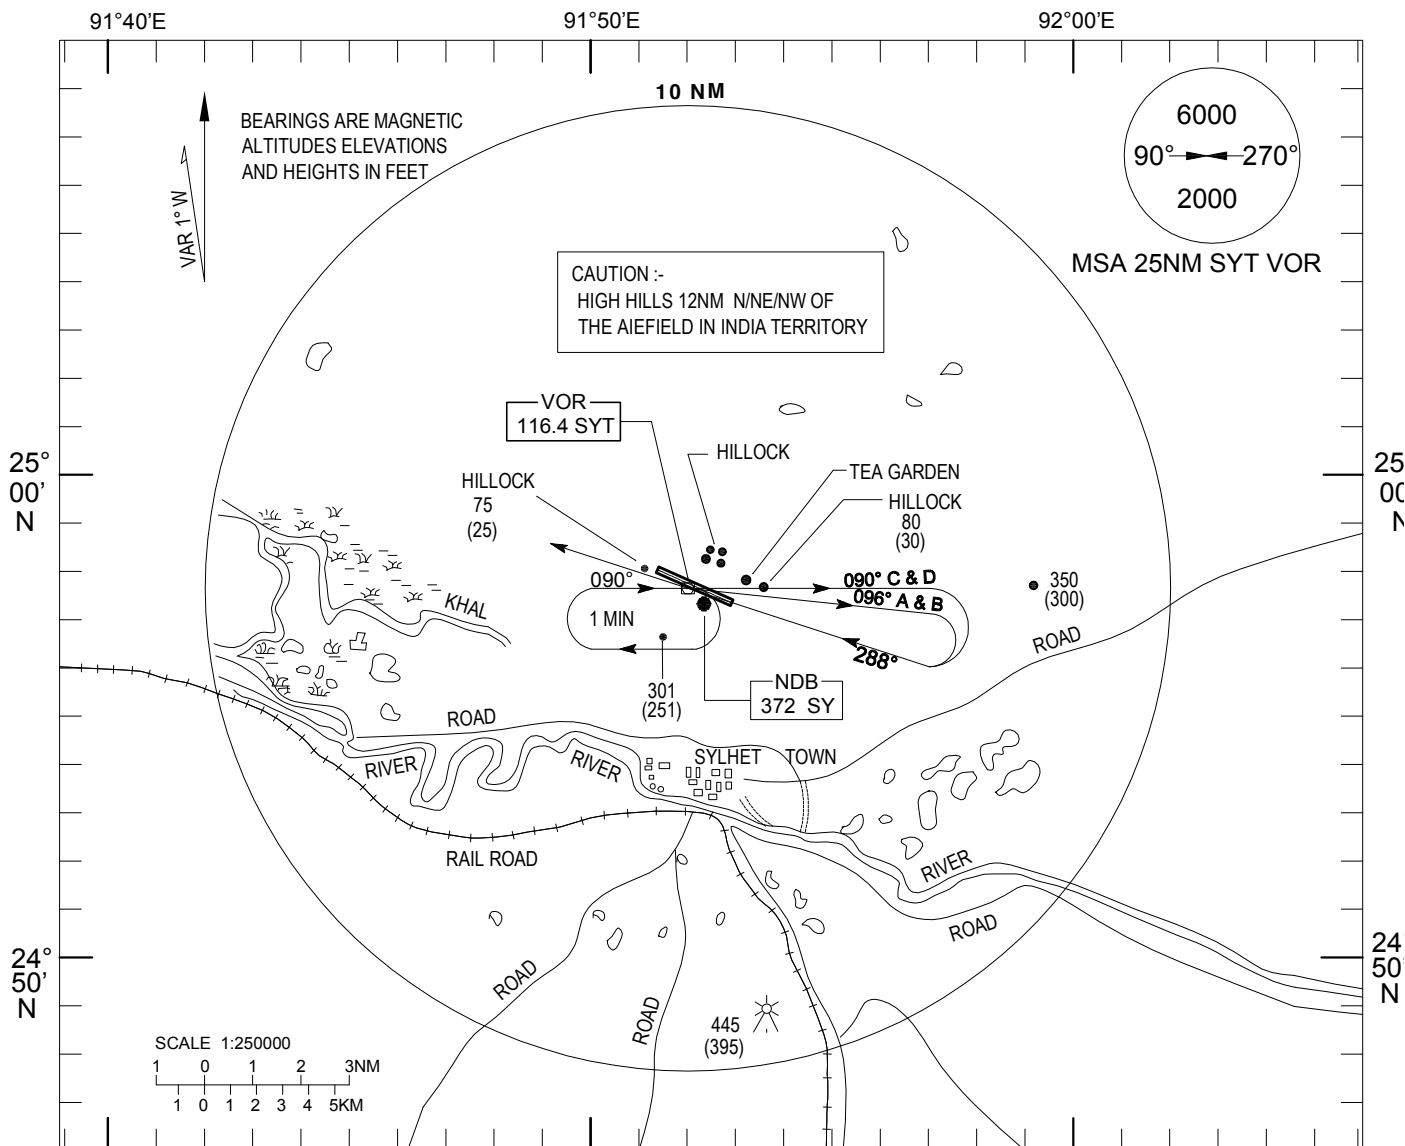 91°40'E
91°50'E
92°00'E
10 NM
BEARINGS ARE MAGNETIC
ALTITUDES ELEVATIONS
AND HEIGHTS IN FEET
VAR 1° W
6000
90°
270°
2000
MSA 25NM SYT VOR
CAUTION :-
HIGH HILLS 12NM N/NE/NW OF
THE AIEFIELD IN INDIA TERRITORY
VOR
116.4 SYT
HILLOCK
TEA GARDEN
HILLOCK
75
(25)
HILLOCK
80
(30)
25°
00'
N
25
00
N
090°
090° C & D
096° A & B
350
(300)
1 MIN
KHAL
288°
ROAD
301
(251)
NDB
372 SY
ROAD
RIVER
RIVER
SYLHET TOWN
RAIL ROAD
RIVER
ROAD
24°
50'
N
24°
50'
N
ROAD
ROAD
445
(395)
SCALE 1:250000
1 0 1 2 3NM
1 0 1 2 3 4 5KM